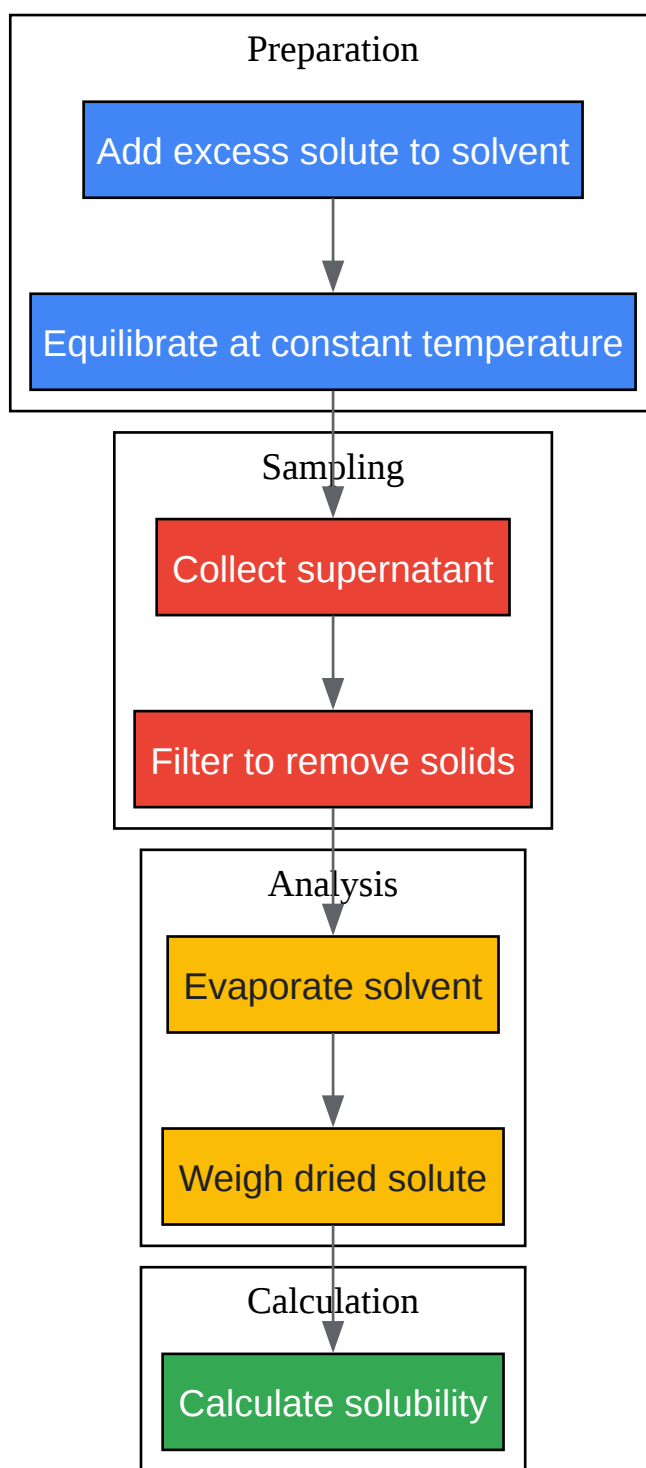 Preparation
Add excess solute to solvent
Equilibrate at constant temperature
Sampling
Collect supernatant
Filter to remove solids
Analysis
Evaporate solvent
Weigh dried solute
Calculation
Calculate solubility